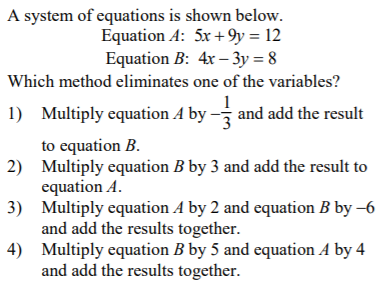 A system of equations is shown below.
Equation A: 5x + 9y = 12
Equation B: 4x – 3y = 8
Which method eliminates one of the variables?
1) Multiply equation A by –1/3 and add the result
to equation B.
2) Multiply equation B by 3 and add the result to
equation A.
3) Multiply equation A by 2 and equation B by –6
and add the results together.
4) Multiply equation B by 5 and equation A by 4
and add the results together.